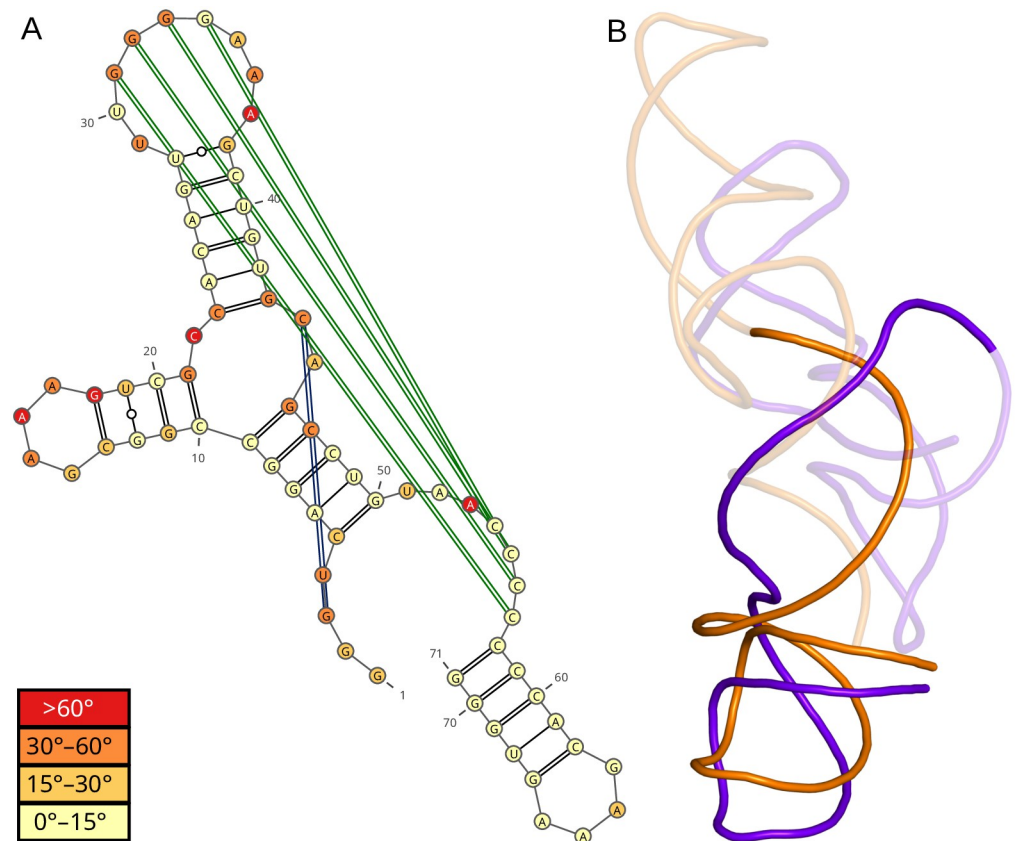 A G G B
G A
G A
U A
30
U U G
G C
A U 40
C G
A U
C G C
C
20 A
A G U C G
A C G G C C G
A G 10 G C C
G U 50
A G U A A
C C
U C
G C
G C
71 G C
G 1
70 G C 60
>60° G A
30°–60° U C
15°–30° G G
0°–15° A A A